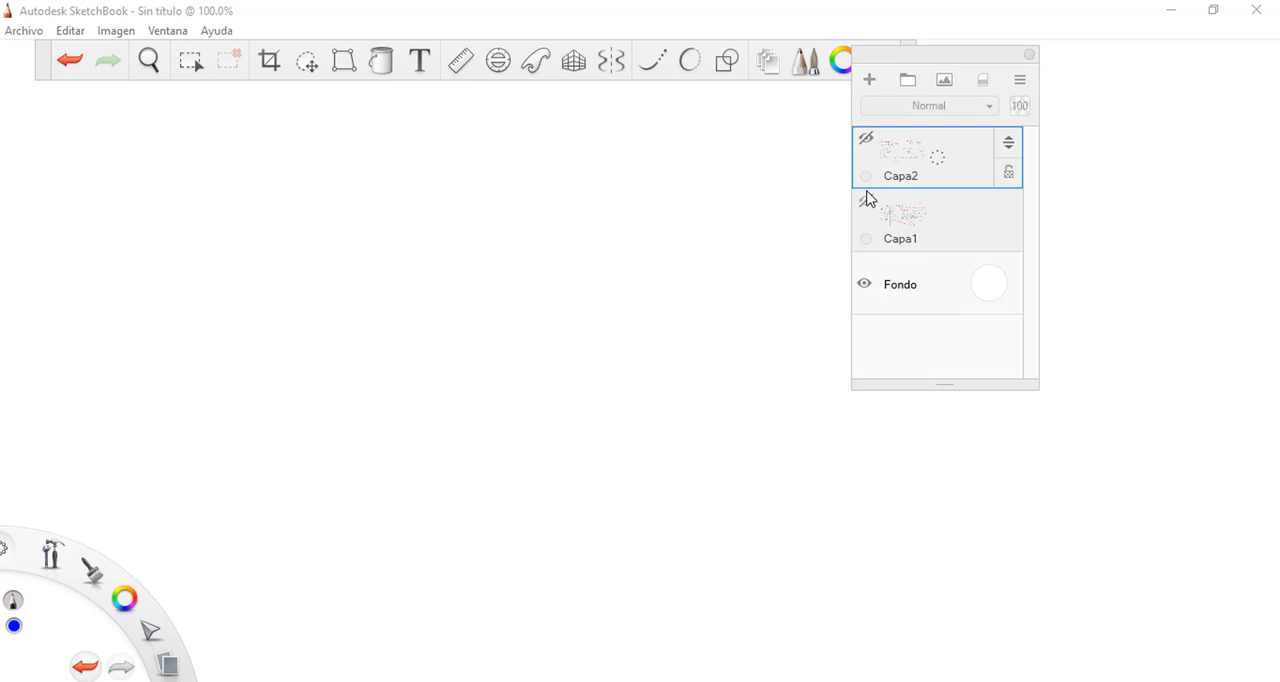 Autodesk SketchBook - Sin título @ 100.0%
Archivo Editar Imagen Ventana Ayuda
T
Normal 100
Capa2
Capa1
Fondo